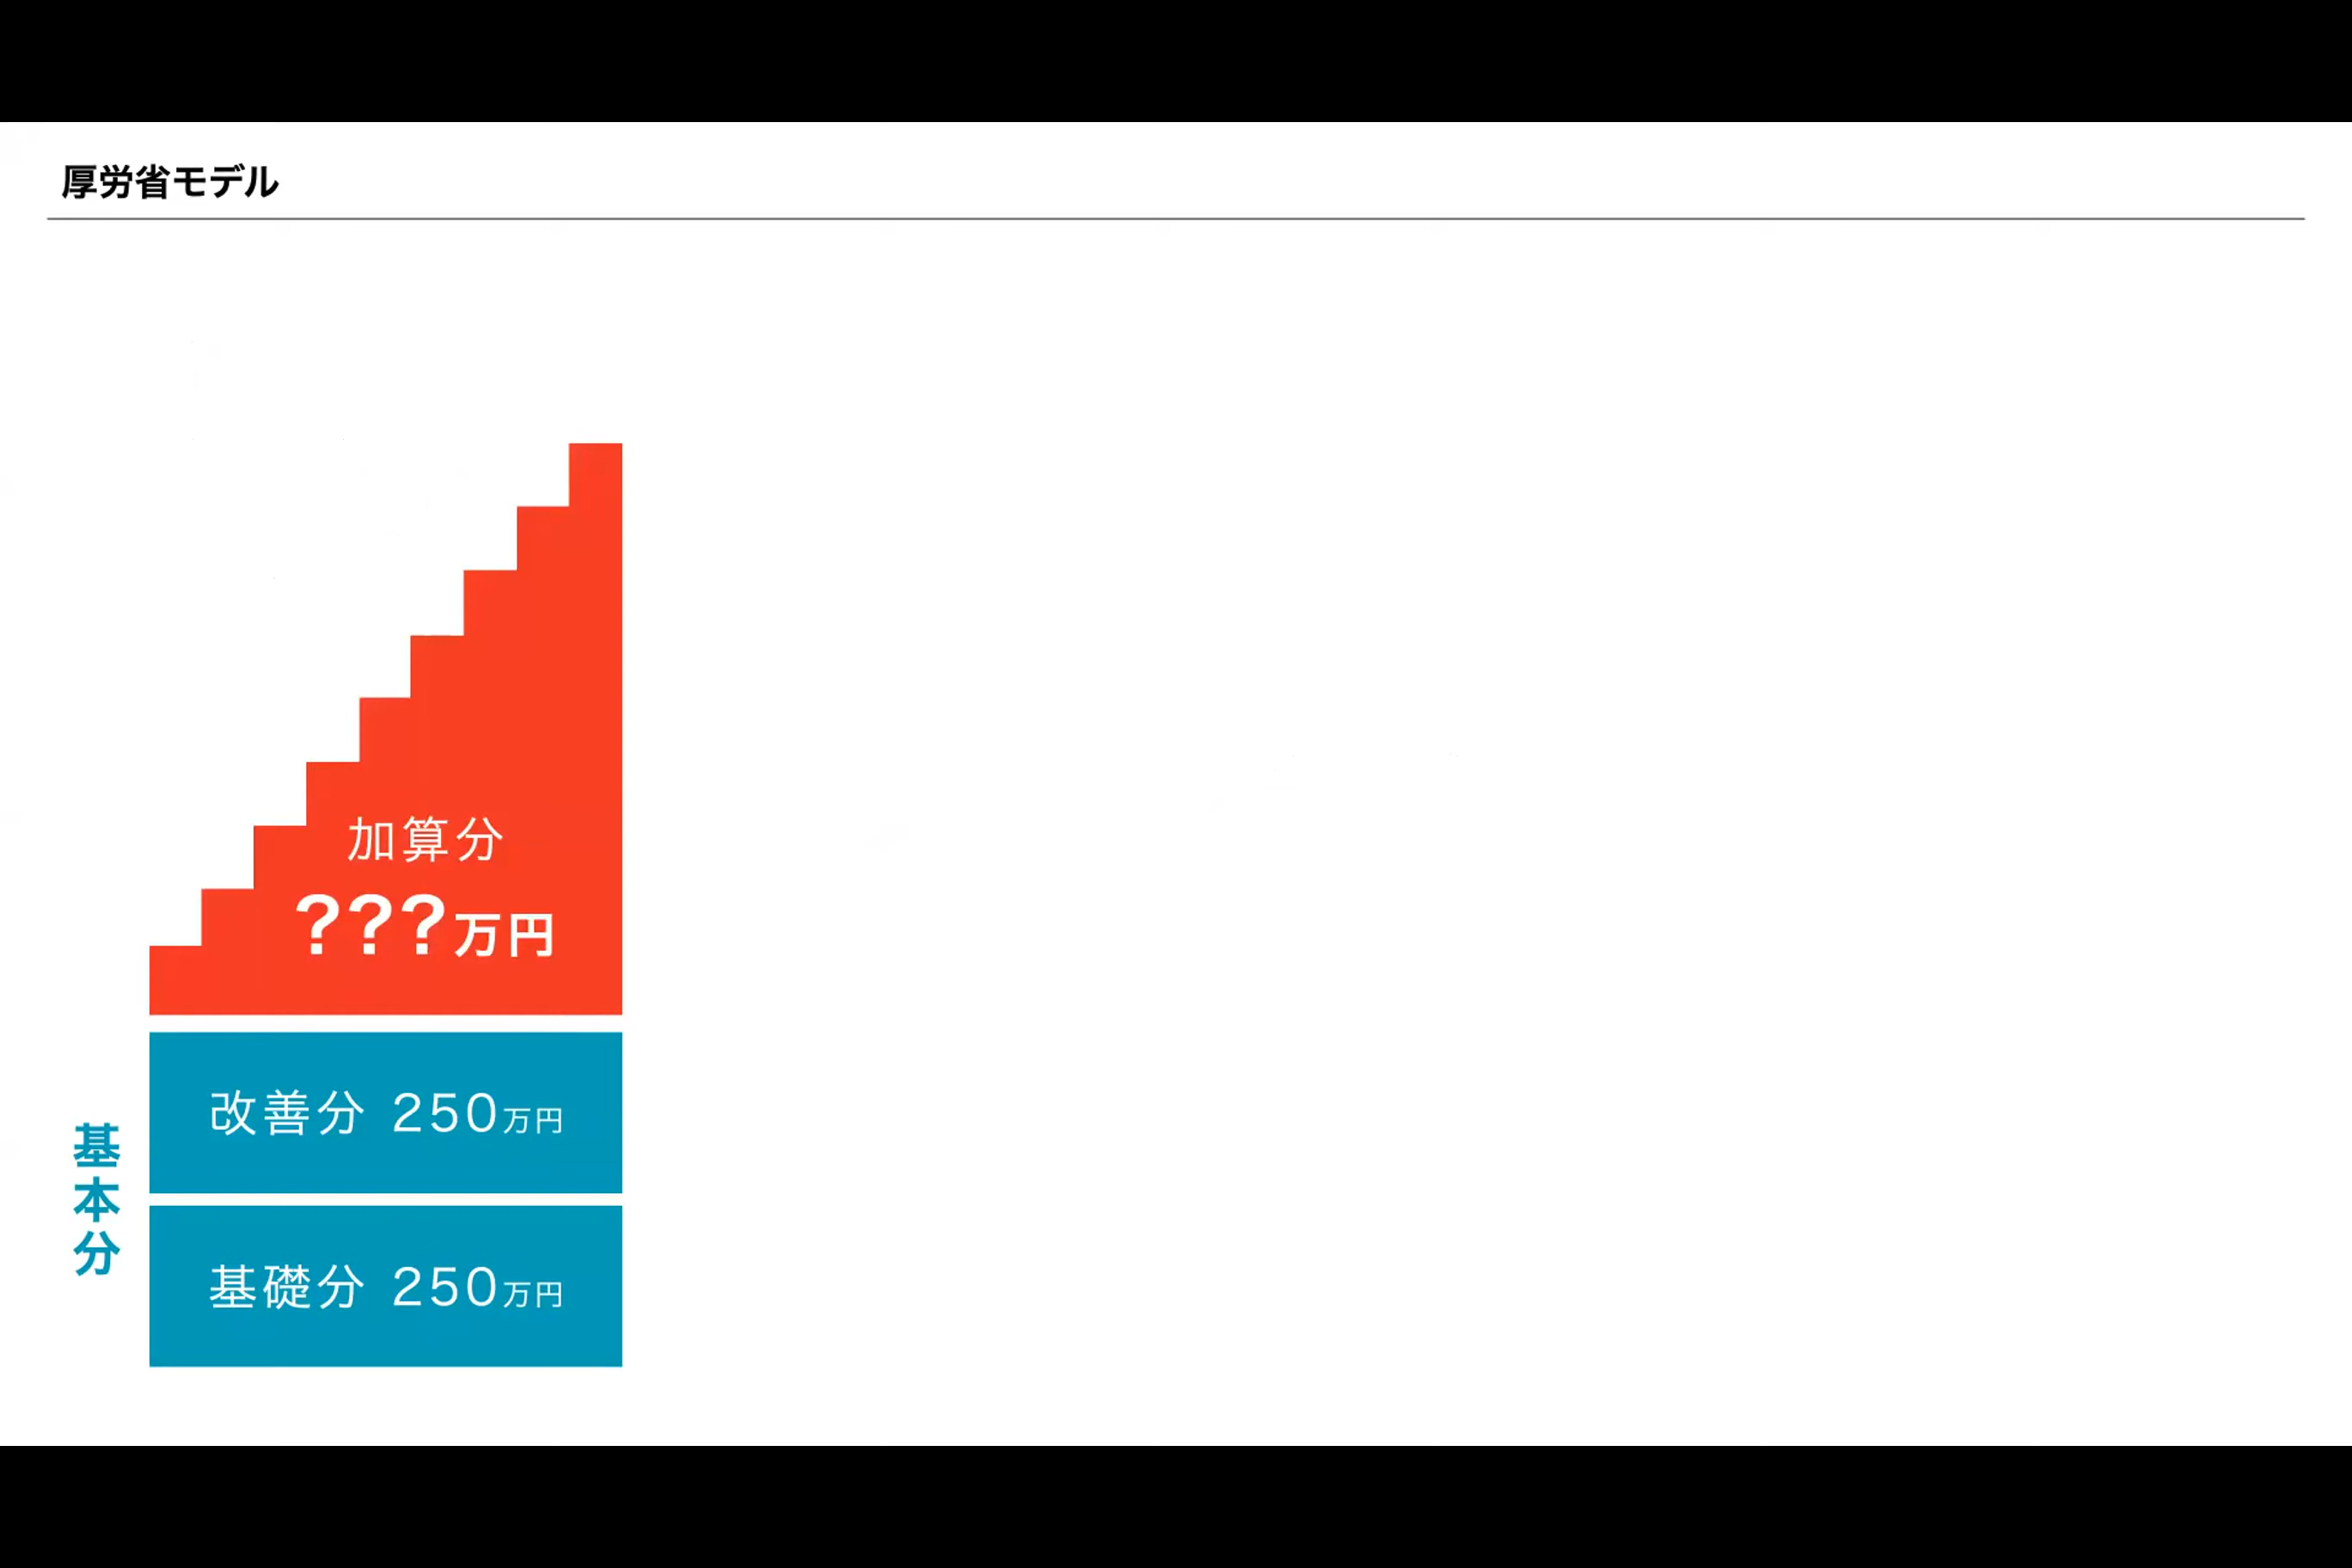 厚労省モデル
加算分
???万円
基本分
改善分 250万円
基礎分 250万円